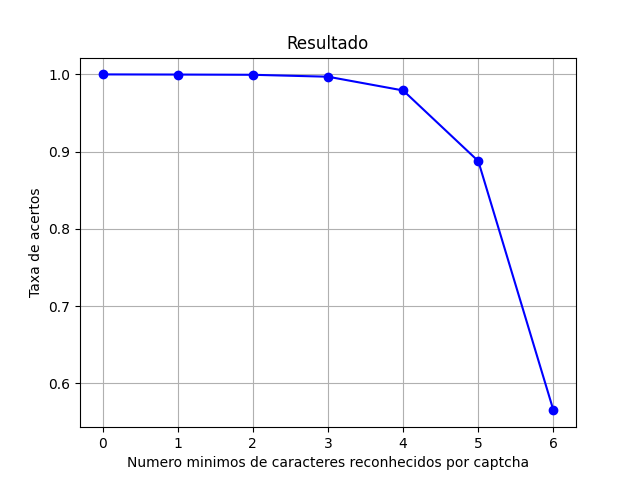 Resultado
1.0
0.9
0.8
0.7
0.6
Taxa de acertos
0 1 2 3 4 5 6
Numero minimos de caracteres reconhecidos por captcha